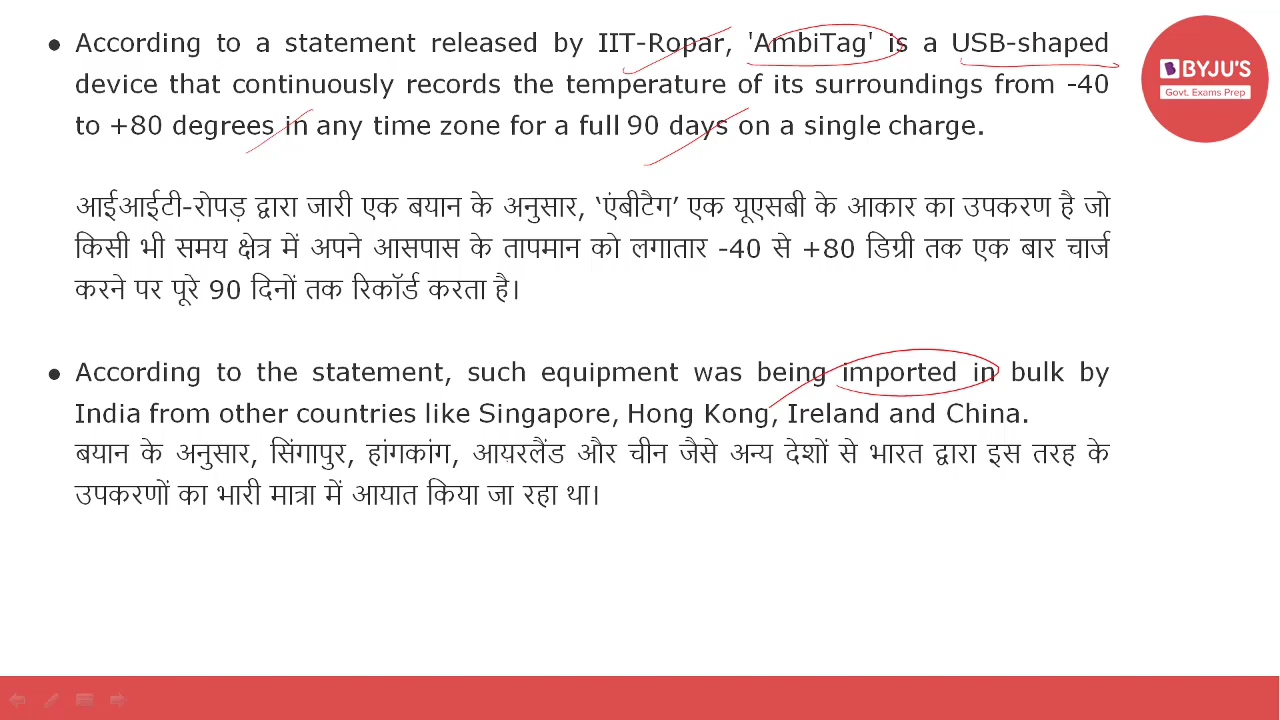 ● According to a statement released by IIT-Ropar, 'AmbiTag' is a USB-shaped
device that continuously records the temperature of its surroundings from -40
to +80 degrees in any time zone for a full 90 days on a single charge.
BYJU'S
Govt. Exams Prep
आईआईटी-रोपड़ द्वारा जारी एक बयान के अनुसार, ‘एंबीटैग’ एक यूएसबी के आकार का उपकरण है जो
किसी भी समय क्षेत्र में अपने आसपास के तापमान को लगातार -40 से +80 डिग्री तक एक बार चार्ज
करने पर पूरे 90 दिनों तक रिकॉर्ड करता है।
● According to the statement, such equipment was being imported in bulk by
India from other countries like Singapore, Hong Kong, Ireland and China.
बयान के अनुसार, सिंगापुर, हांगकांग, आयरलैंड और चीन जैसे अन्य देशों से भारत द्वारा इस तरह के
उपकरणों का भारी मात्रा में आयात किया जा रहा था।